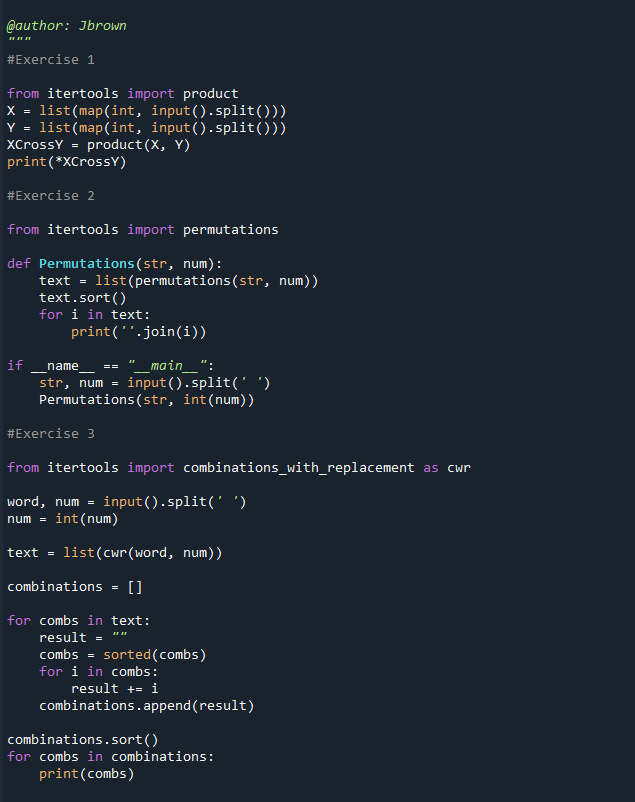 @author: Jbrown
"""
#Exercise 1
from itertools import product
X = list(map(int, input().split()))
Y = list(map(int, input().split()))
XCrossY = product(X, Y)
print(*XCrossY)
#Exercise 2
from itertools import permutations
def Permutations(str, num):
    text = list(permutations(str, num))
    text.sort()
    for i in text:
        print(''.join(i))
if __name__ == "__main__":
    str, num = input().split(' ')
    Permutations(str, int(num))
#Exercise 3
from itertools import combinations_with_replacement as cwr
word, num = input().split(' ')
num = int(num)
text = list(cwr(word, num))
combinations = []
for combs in text:
    result = ""
    combs = sorted(combs)
    for i in combs:
        result += i
    combinations.append(result)
combinations.sort()
for combs in combinations:
    print(combs)